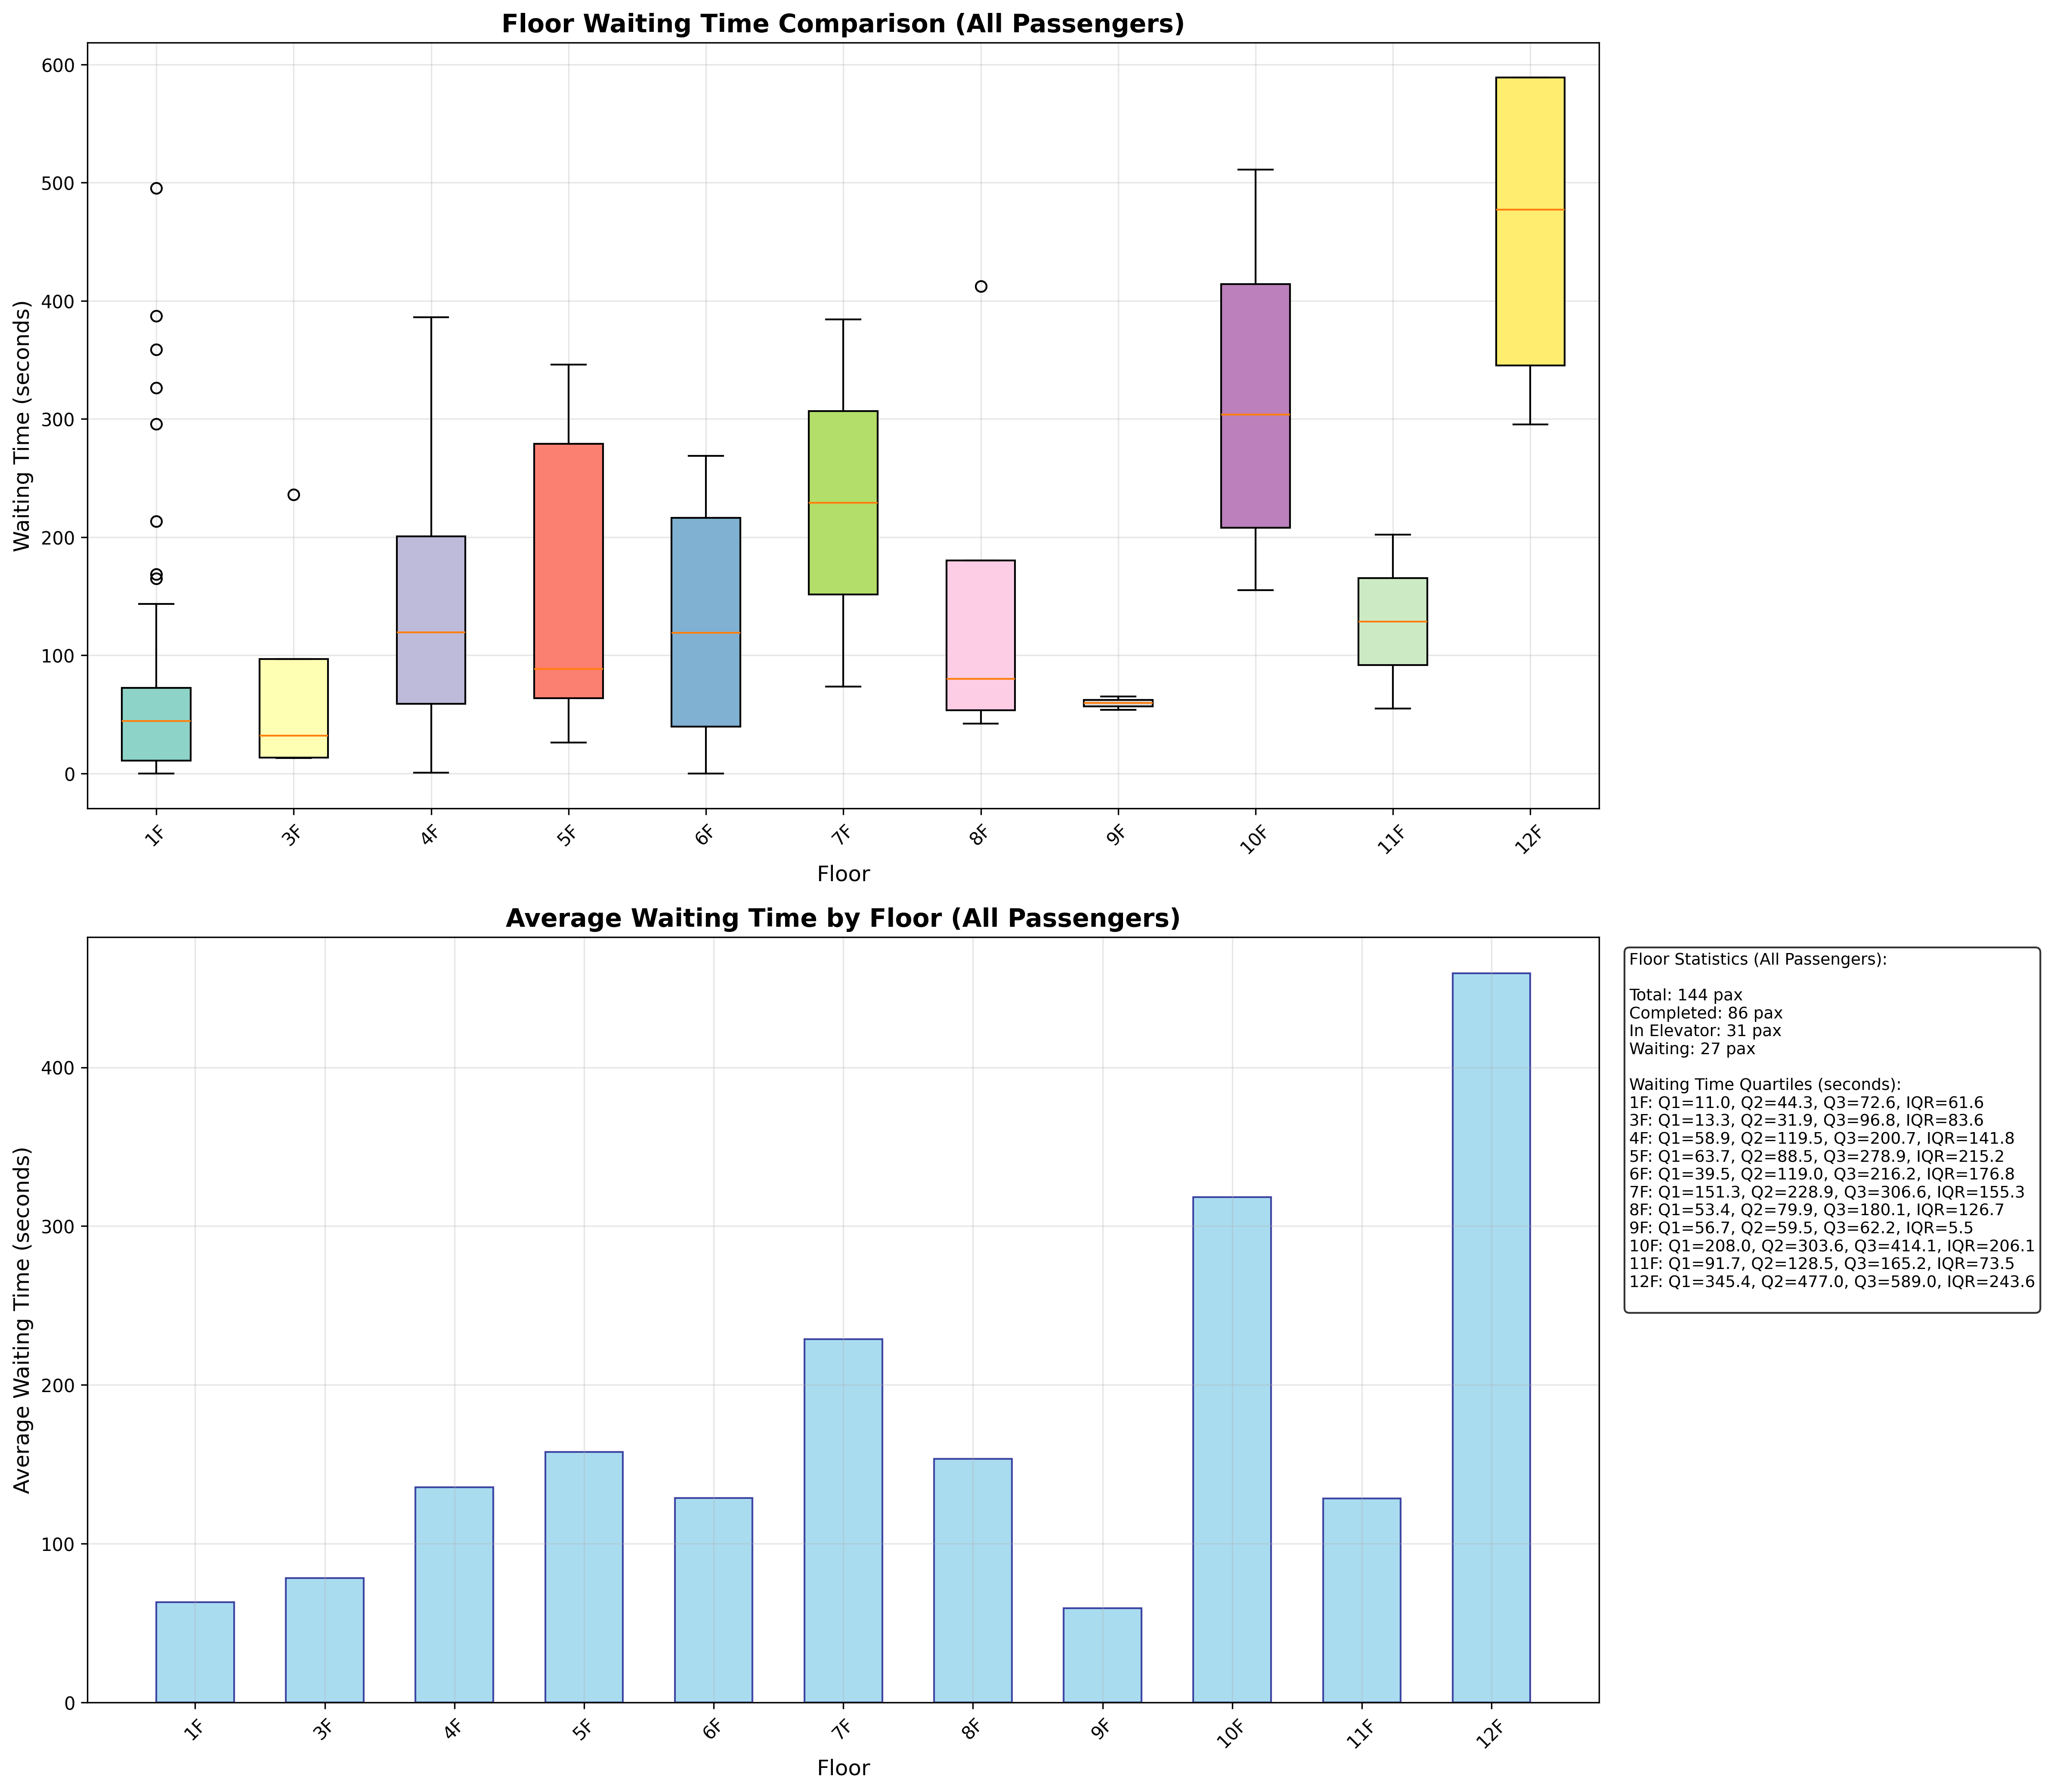 Floor Waiting Time Comparison (All Passengers)
600
500
400
300
200
100
0
Waiting Time (seconds)
1F
3F
4F
5F
6F
7F
8F
9F
10F
11F
12F
Floor
Average Waiting Time by Floor (All Passengers)
400
300
200
100
0
Average Waiting Time (seconds)
1F
3F
4F
5F
6F
7F
8F
9F
10F
11F
12F
Floor
Floor Statistics (All Passengers):
Total: 144 pax
Completed: 86 pax
In Elevator: 31 pax
Waiting: 27 pax
Waiting Time Quartiles (seconds):
1F: Q1=11.0, Q2=44.3, Q3=72.6, IQR=61.6
3F: Q1=13.3, Q2=31.9, Q3=96.8, IQR=83.6
4F: Q1=58.9, Q2=119.5, Q3=200.7, IQR=141.8
5F: Q1=63.7, Q2=88.5, Q3=278.9, IQR=215.2
6F: Q1=39.5, Q2=119.0, Q3=216.2, IQR=176.8
7F: Q1=151.3, Q2=228.9, Q3=306.6, IQR=155.3
8F: Q1=53.4, Q2=79.9, Q3=180.1, IQR=126.7
9F: Q1=56.7, Q2=59.5, Q3=62.2, IQR=5.5
10F: Q1=208.0, Q2=303.6, Q3=414.1, IQR=206.1
11F: Q1=91.7, Q2=128.5, Q3=165.2, IQR=73.5
12F: Q1=345.4, Q2=477.0, Q3=589.0, IQR=243.6